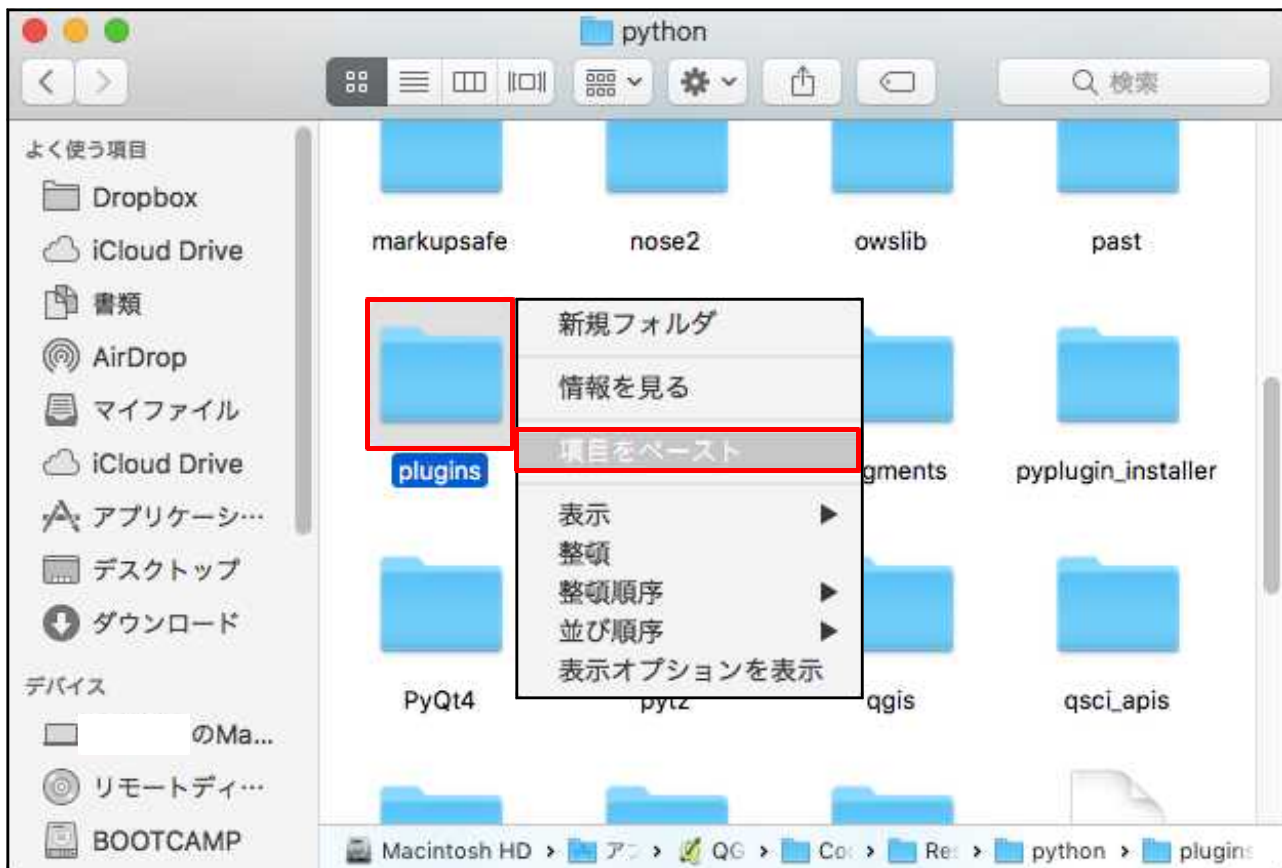 python
検索
よく使う項目
Dropbox
iCloud Drive
書類
AirDrop
マイファイル
iCloud Drive
アプリケーシ…
デスクトップ
ダウンロード
デバイス
のMa...
リモートディ…
BOOTCAMP
markupsafe nose2 owslib past
plugins gments pyplugin_installer
新規フォルダ
情報を見る
項目をペースト
表示 ▶
整頓
整頓順序 ▶
並び順序 ▶
表示オプションを表示
PyQt4 pytz qgis qsci_apis
Macintosh HD › ア › QG › Co › Re › python › plugins